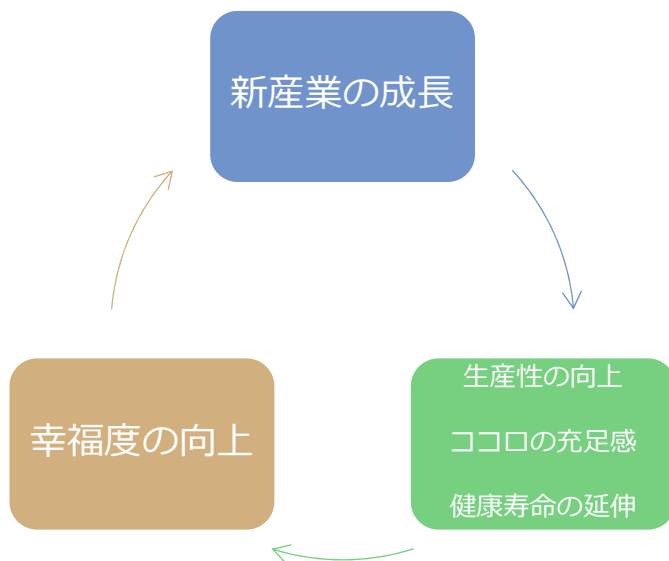 新産業の成長
生産性の向上
ココロの充足感
健康寿命の延伸
幸福度の向上